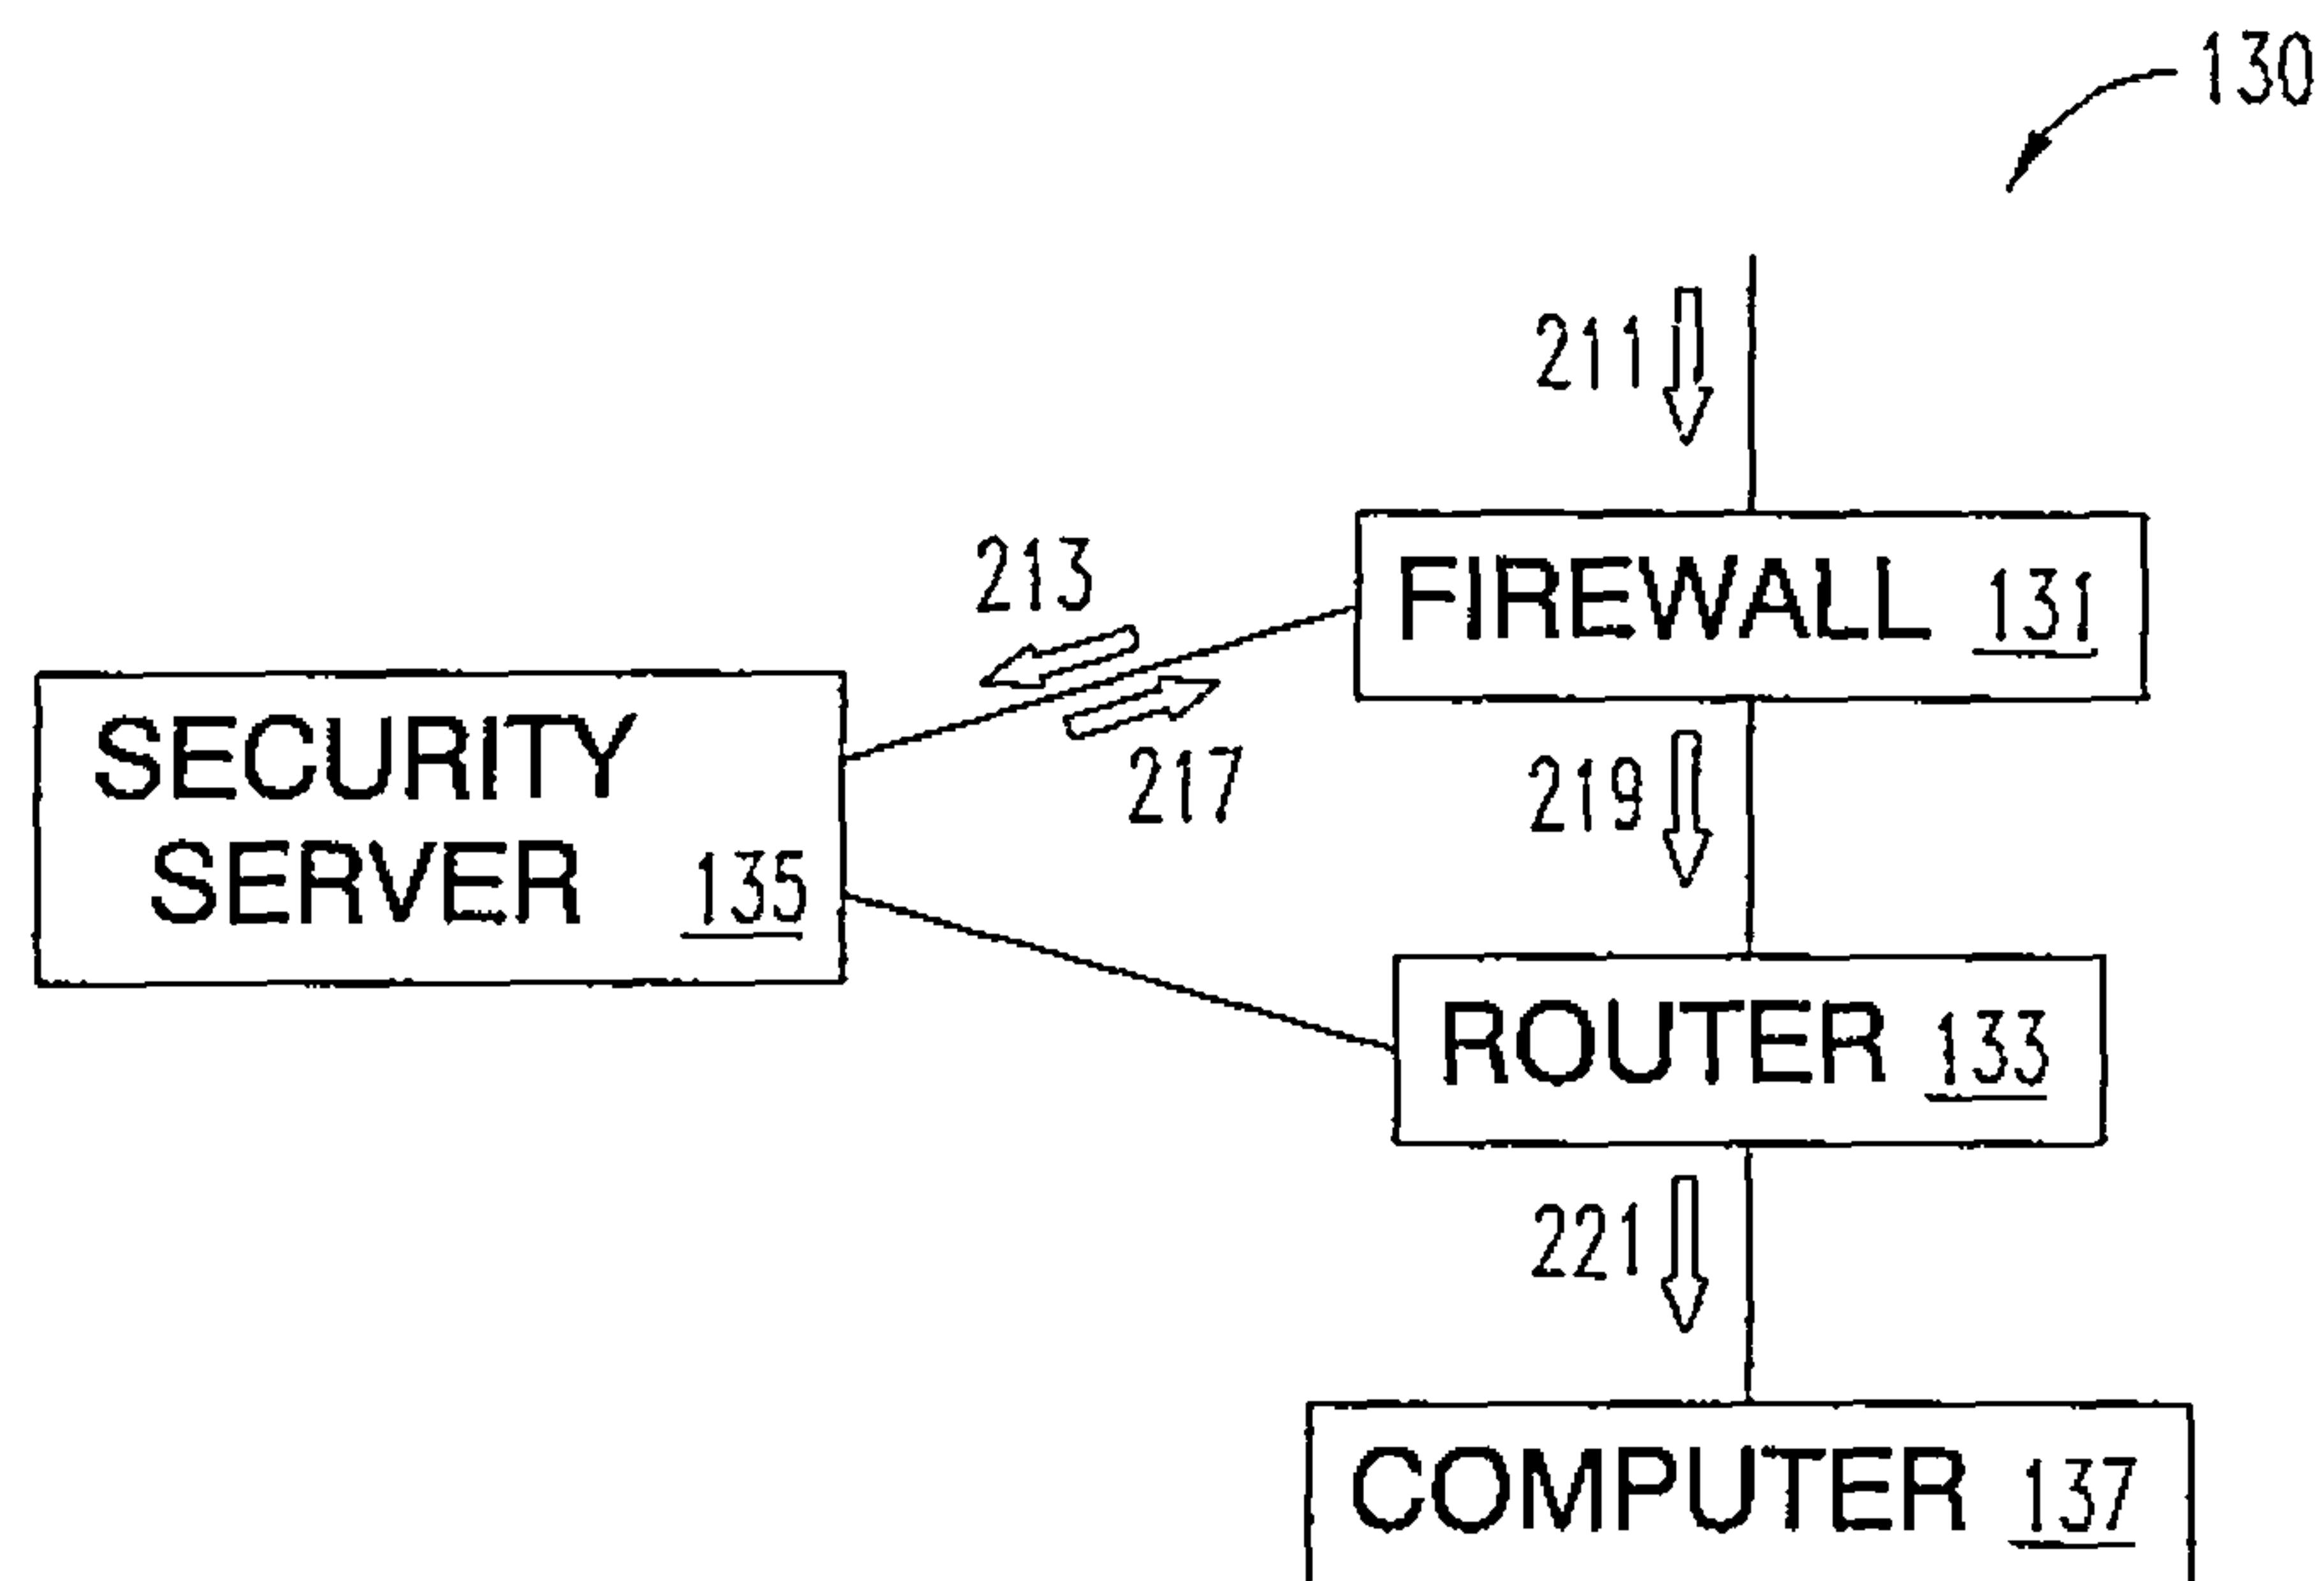 130
211
213
FIREWALL 131
SECURITY
SERVER 135
217
219
ROUTER 133
221
COMPUTER 137